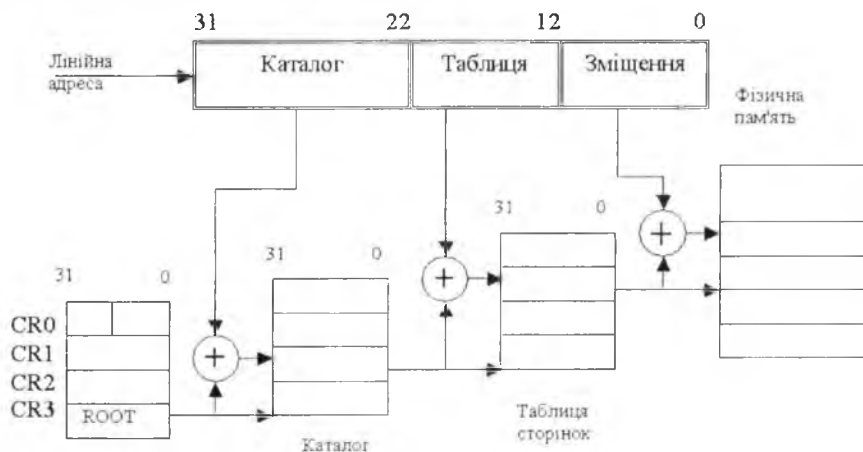 31 22 12 0
Лінійна
адреса
Каталог Таблиця Зміщення
Фізична
пам'ять
31 0
31 0
31 0
CR0
CR1
CR2
CR3 ROOT
Каталог
Таблиця
сторінок